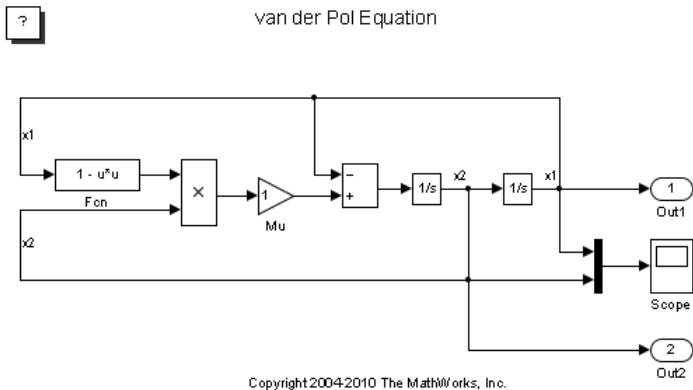 ?
van der Pol Equation
x1
1 - u*u
Fcn
×
1
Mu
−
+
1/s
x2
1/s
x1
1
Out1
x2
Scope
2
Out2
Copyright 2004-2010 The MathWorks, Inc.